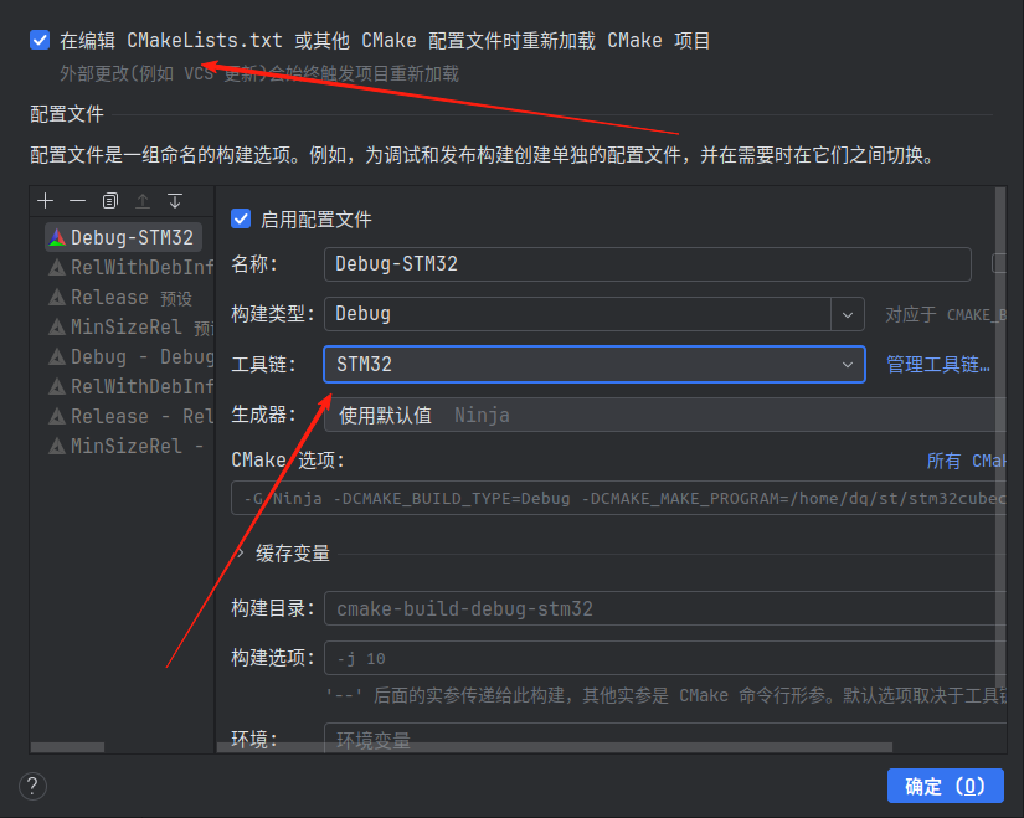 在编辑 CMakeLists.txt 或其他 CMake 配置文件时重新加载 CMake 项目
外部更改(例如 VCS 更新)会始终触发项目重新加载
配置文件
配置文件是一组命名的构建选项。例如，为调试和发布构建创建单独的配置文件，并在需要时在它们之间切换。
Debug-STM32
RelWithDebInf
Release 预设
MinSizeRel 预设
Debug - Debug
RelWithDebInf
Release - Rel
MinSizeRel -
启用配置文件
名称: Debug-STM32
构建类型: Debug 对应于 CMAKE_B
工具链: STM32 管理工具链…
生成器: 使用默认值 Ninja
CMake 选项: 所有 CMak
-G Ninja -DCMAKE_BUILD_TYPE=Debug -DCMAKE_MAKE_PROGRAM=/home/dq/st/stm32cubec
缓存变量
构建目录: cmake-build-debug-stm32
构建选项: -j 10
'--' 后面的实参传递给此构建，其他实参是 CMake 命令行形参。默认选项取决于工具链
环境: 环境变量
?
确定 (O)